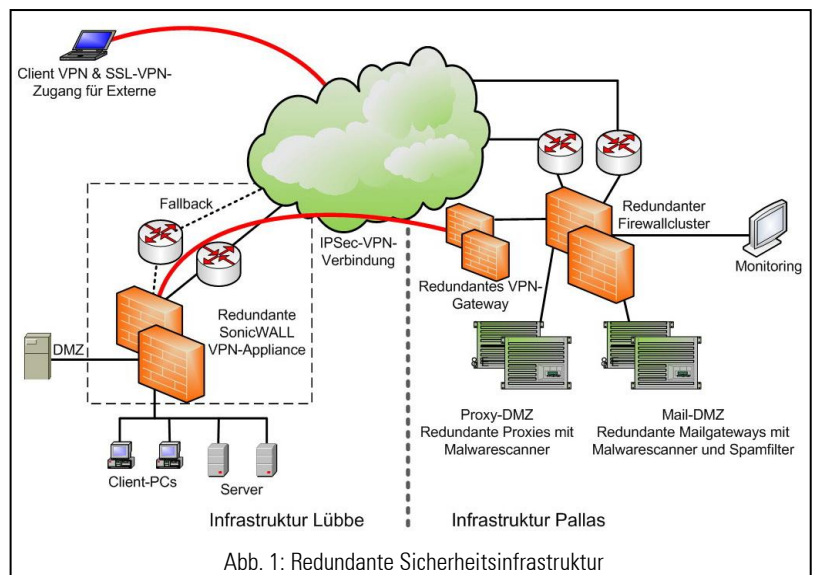 Client VPN & SSL-VPN-
Zugang für Externe
Fallback
IPSec-VPN-
Verbindung
Redundanter
Firewallcluster
Monitoring
Redundantes VPN-
Gateway
Redundante
SonicWALL
VPN-Appliance
DMZ
Proxy-DMZ
Redundante Proxies mit
Malwarescanner
Mail-DMZ
Redundante Mailgateways mit
Malwarescanner und Spamfilter
Client-PCs
Server
Infrastruktur Lübbe
Infrastruktur Pallas
Abb. 1: Redundante Sicherheitsinfrastruktur